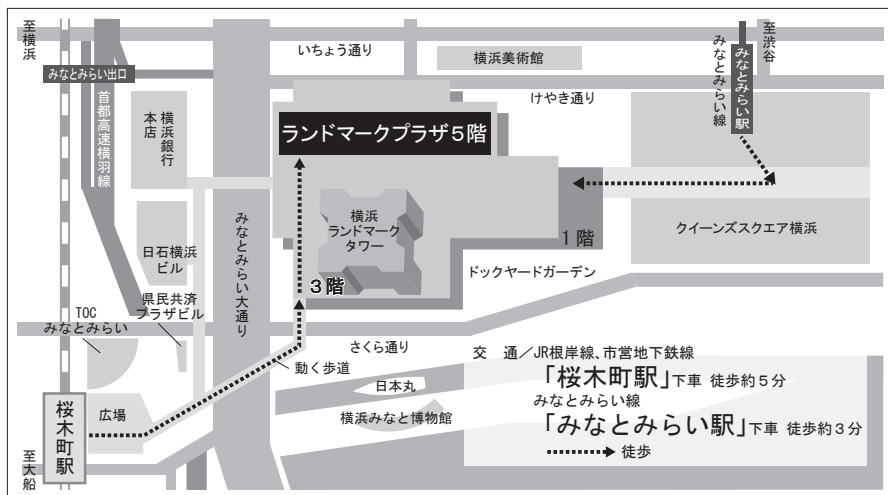 至横浜
いちょう通り
横浜美術館
みなとみらい線
みなとみらい駅
至渋谷
みなとみらい出口
けやき通り
首都高速横羽線
横浜銀行
本店
ランドマークプラザ5階
横浜
ランドマーク
タワー
1階
クイーンズスクエア横浜
日石横浜
ビル
みなとみらい大通り
ドックヤードガーデン
3階
県民共済
プラザビル
TOC
みなとみらい
さくら通り
動く歩道
広場
桜木町駅
至大船
日本丸
横浜みなと博物館
交 通/JR根岸線、市営地下鉄線
「桜木町駅」下車 徒歩約5分
みなとみらい線
「みなとみらい駅」下車 徒歩約3分
徒歩